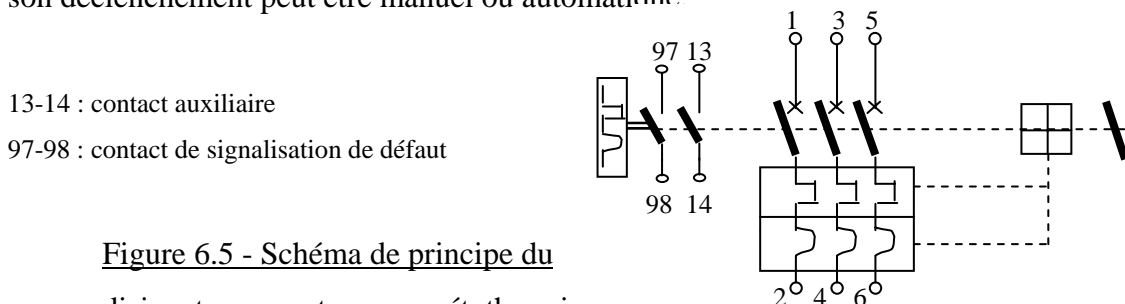 son déclenchement peut être manuel ou
1 3 5
97 13
13-14 : contact auxiliaire
97-98 : contact de signalisation de défaut
98 14
Figure 6.5 - Schéma de principe du
2 4 6